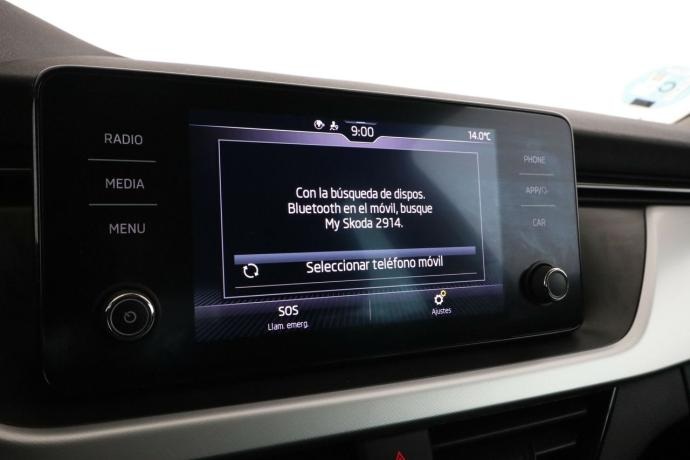 RADIO
MEDIA
MENU
9:00
14.0°C
Con la búsqueda de dispos.
Bluetooth en el móvil, busque
My Skoda 2914.
Seleccionar teléfono móvil
SOS
Llam. emerg.
Ajustes
PHONE
APP/
CAR